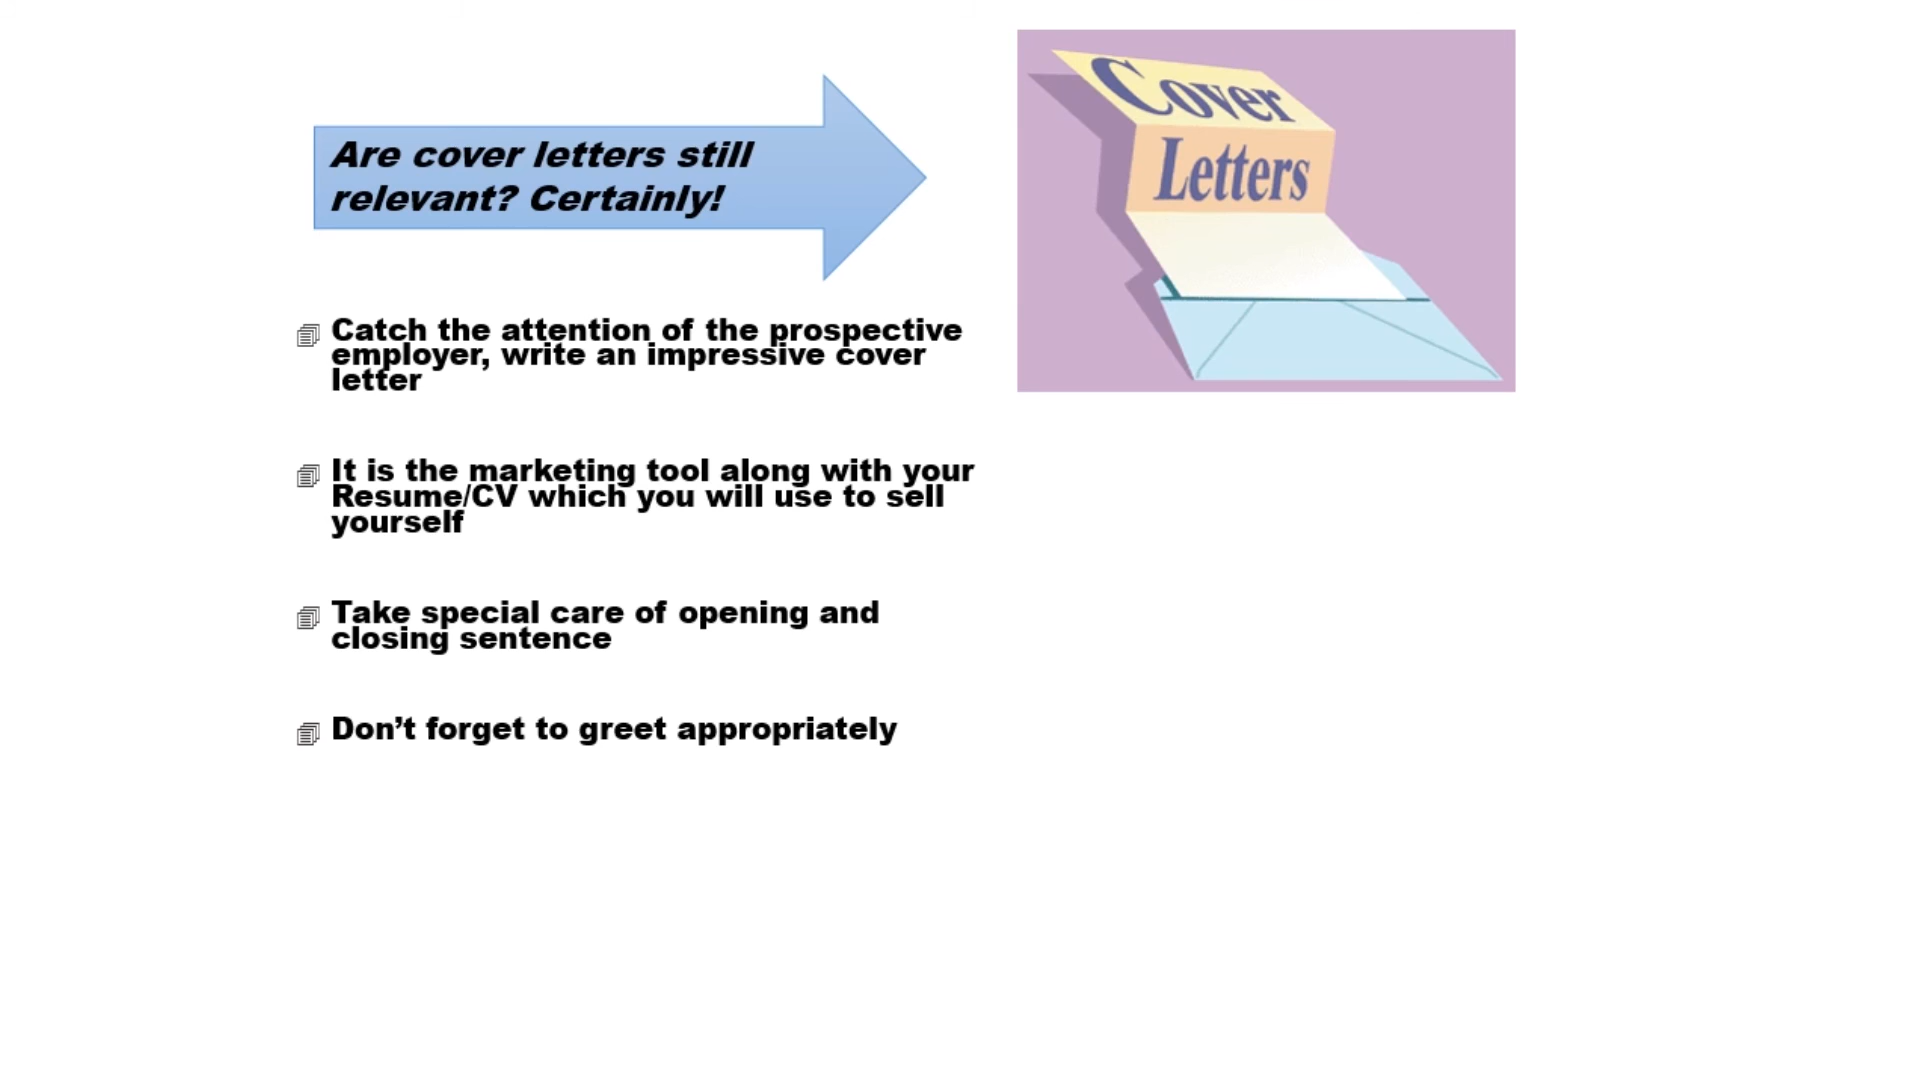 Are cover letters still
relevant? Certainly!
Cover
Letters
Catch the attention of the prospective
employer, write an impressive cover
letter
It is the marketing tool along with your
Resume/CV which you will use to sell
yourself
Take special care of opening and
closing sentence
Don’t forget to greet appropriately